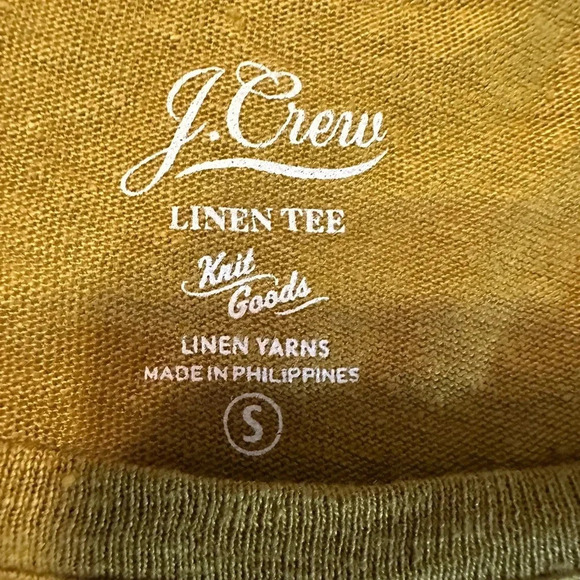 J.Crew
LINEN TEE
Knit
Goods
LINEN YARNS
MADE IN PHILIPPINES
S